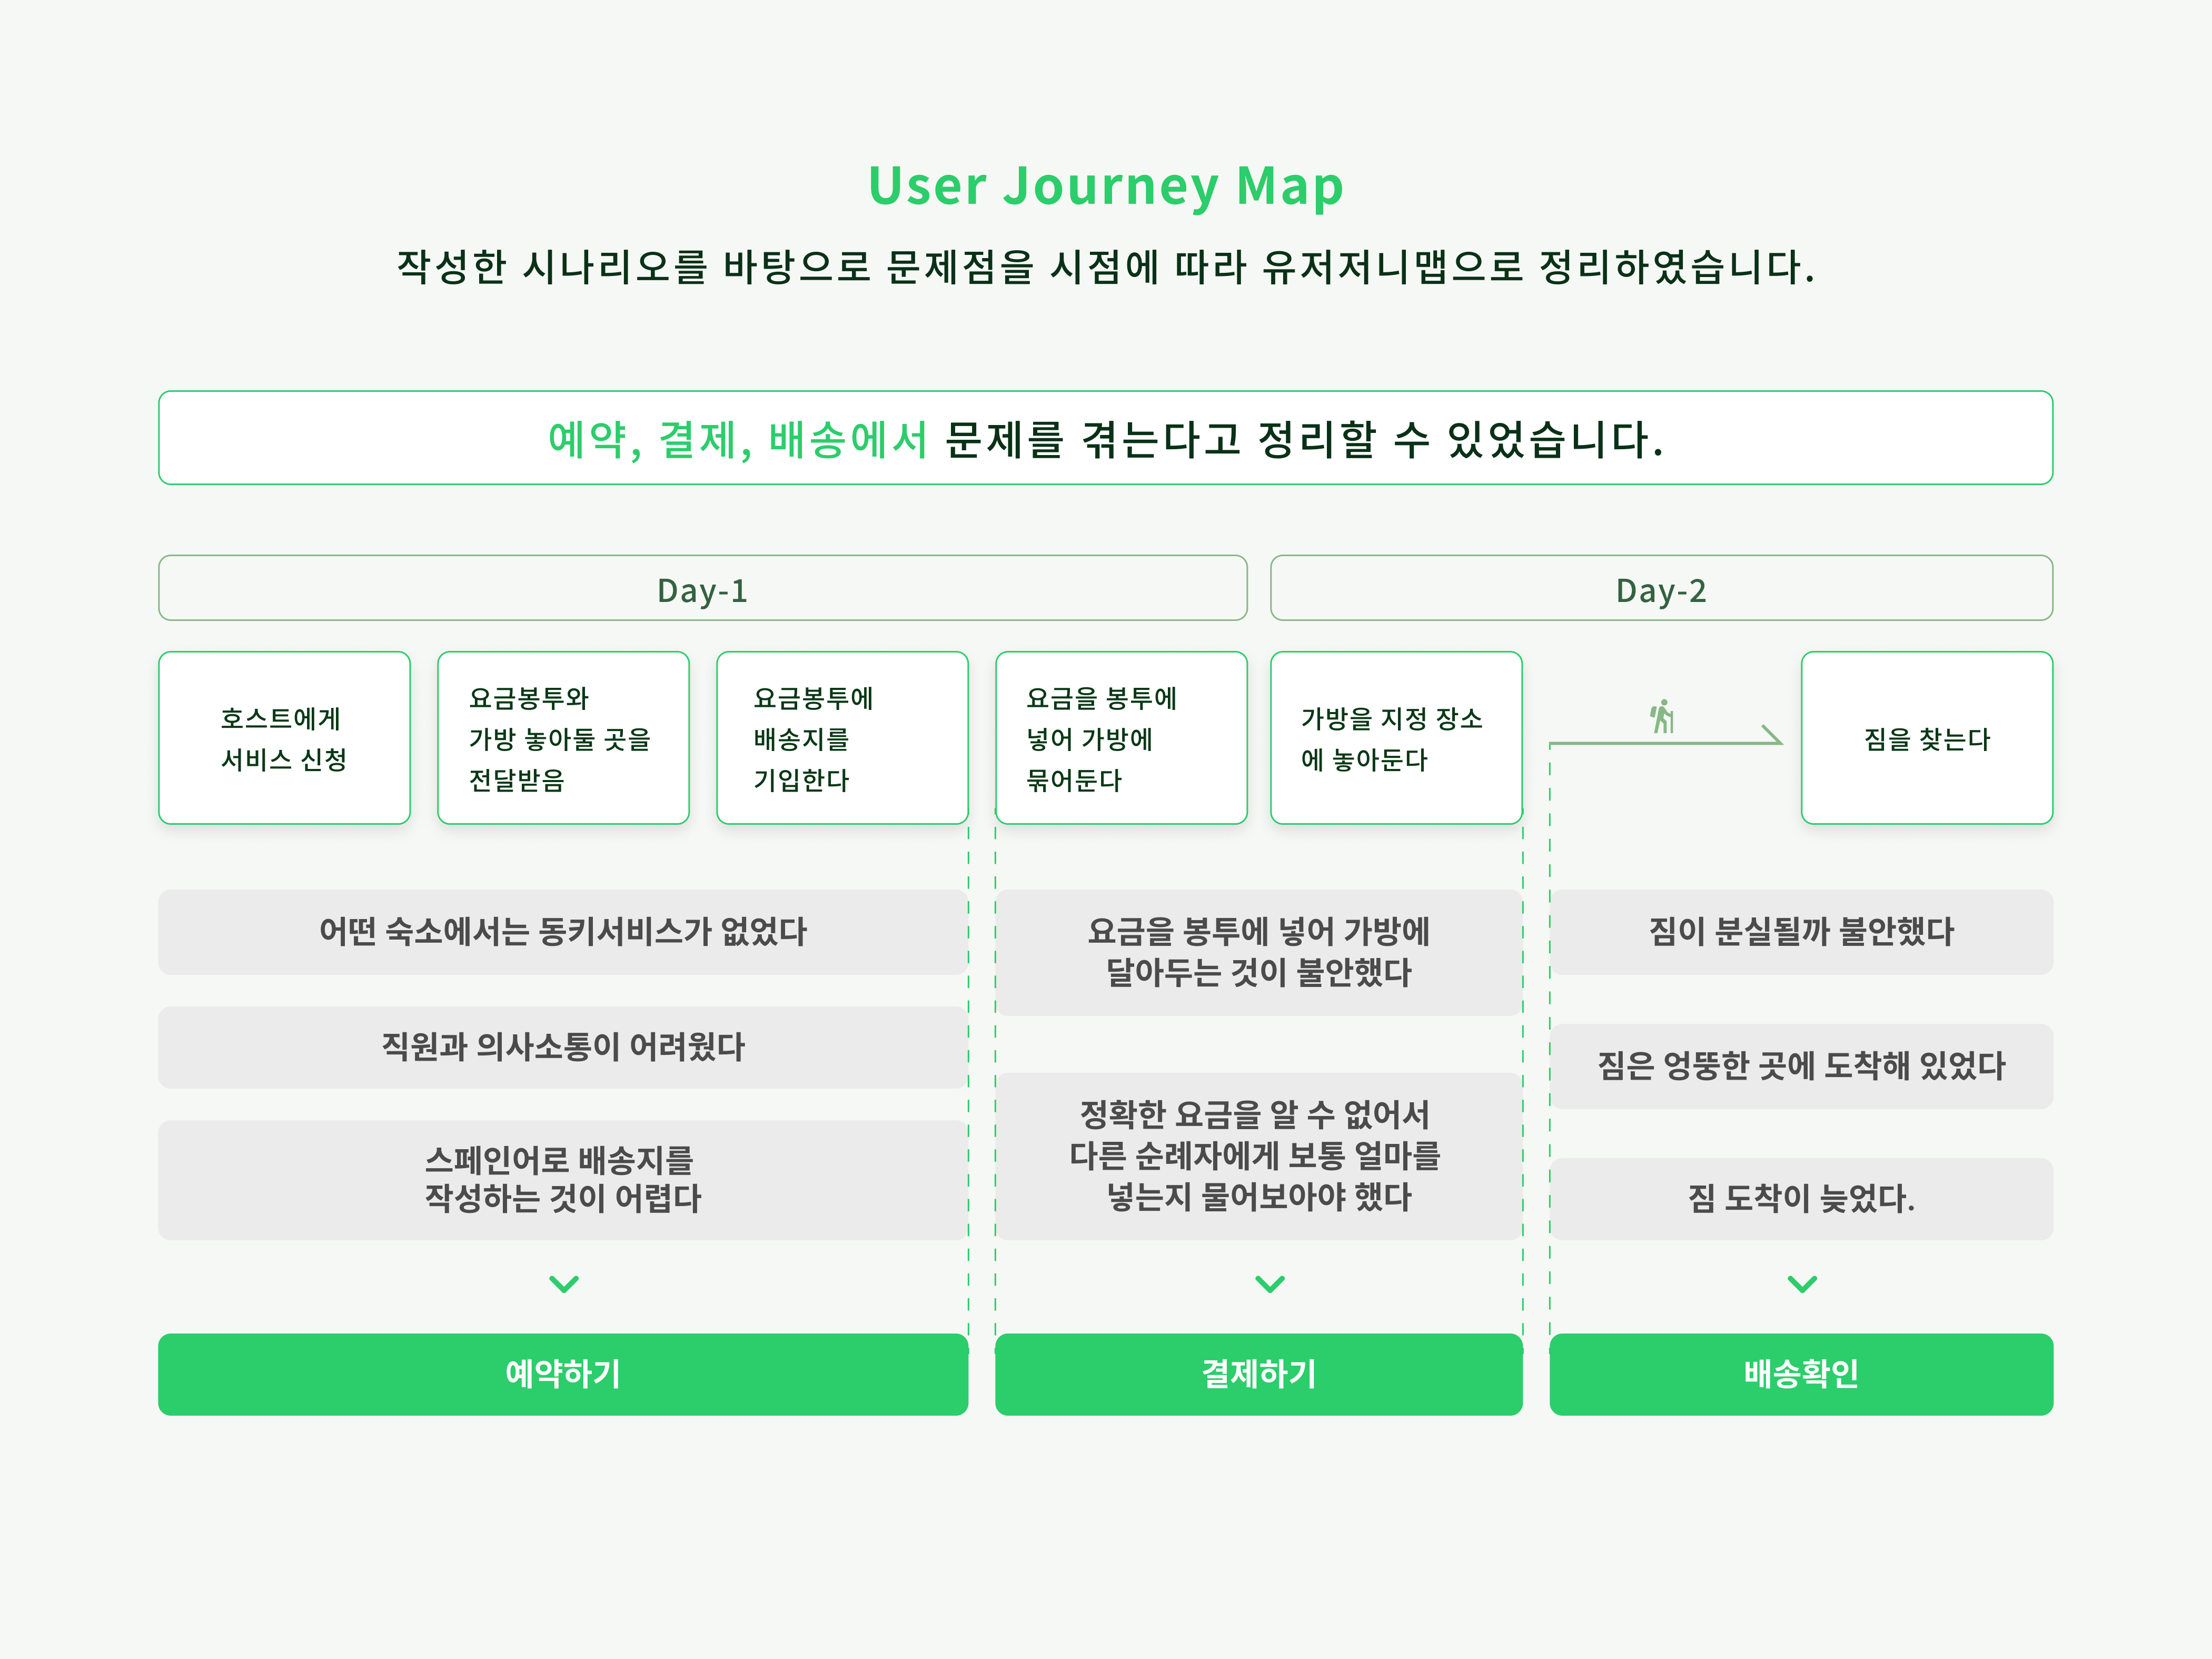 User Journey Map
작성한 시나리오를 바탕으로 문제점을 시점에 따라 유저저니맵으로 정리하였습니다.
예약, 결제, 배송에서 문제를 겪는다고 정리할 수 있었습니다.
Day-1
Day-2
호스트에게
서비스 신청
요금봉투와
가방 놓아둘 곳을
전달받음
요금봉투에
배송지를
기입한다
요금을 봉투에
넣어 가방에
묶어둔다
가방을 지정 장소
에 놓아둔다
짐을 찾는다
어떤 숙소에서는 동키서비스가 없었다
직원과 의사소통이 어려웠다
스페인어로 배송지를
작성하는 것이 어렵다
요금을 봉투에 넣어 가방에
달아두는 것이 불안했다
정확한 요금을 알 수 없어서
다른 순례자에게 보통 얼마를
넣는지 물어보아야 했다
짐이 분실될까 불안했다
짐은 엉뚱한 곳에 도착해 있었다
짐 도착이 늦었다.
예약하기
결제하기
배송확인